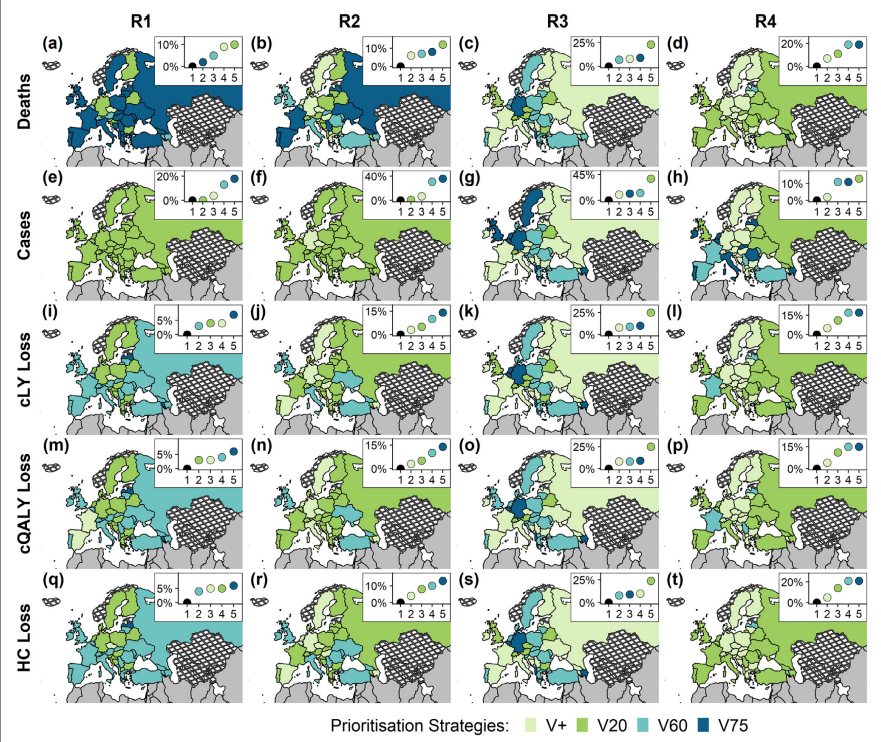 R1 R2 R3 R4
Deaths
(a) 10% 0% 1 2 3 4 5
(b) 10% 0% 1 2 3 4 5
(c) 25% 0% 1 2 3 4 5
(d) 20% 0% 1 2 3 4 5
Cases
(e) 20% 0% 1 2 3 4 5
(f) 40% 0% 1 2 3 4 5
(g) 45% 0% 1 2 3 4 5
(h) 10% 0% 1 2 3 4 5
cLY Loss
(i) 5% 0% 1 2 3 4 5
(j) 15% 0% 1 2 3 4 5
(k) 25% 0% 1 2 3 4 5
(l) 15% 0% 1 2 3 4 5
cQALY Loss
(m) 5% 0% 1 2 3 4 5
(n) 15% 0% 1 2 3 4 5
(o) 25% 0% 1 2 3 4 5
(p) 15% 0% 1 2 3 4 5
HC Loss
(q) 5% 0% 1 2 3 4 5
(r) 10% 0% 1 2 3 4 5
(s) 25% 0% 1 2 3 4 5
(t) 20% 0% 1 2 3 4 5
Prioritisation Strategies: V+ V20 V60 V75